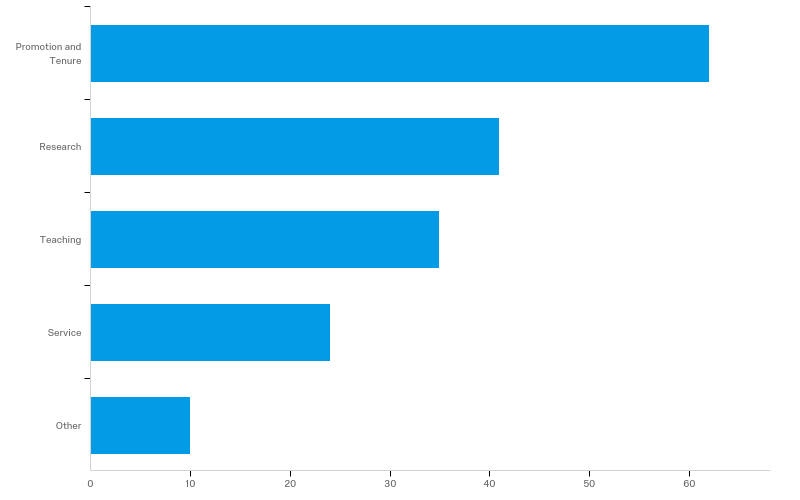 Promotion and
Tenure
Research
Teaching
Service
Other
0 10 20 30 40 50 60